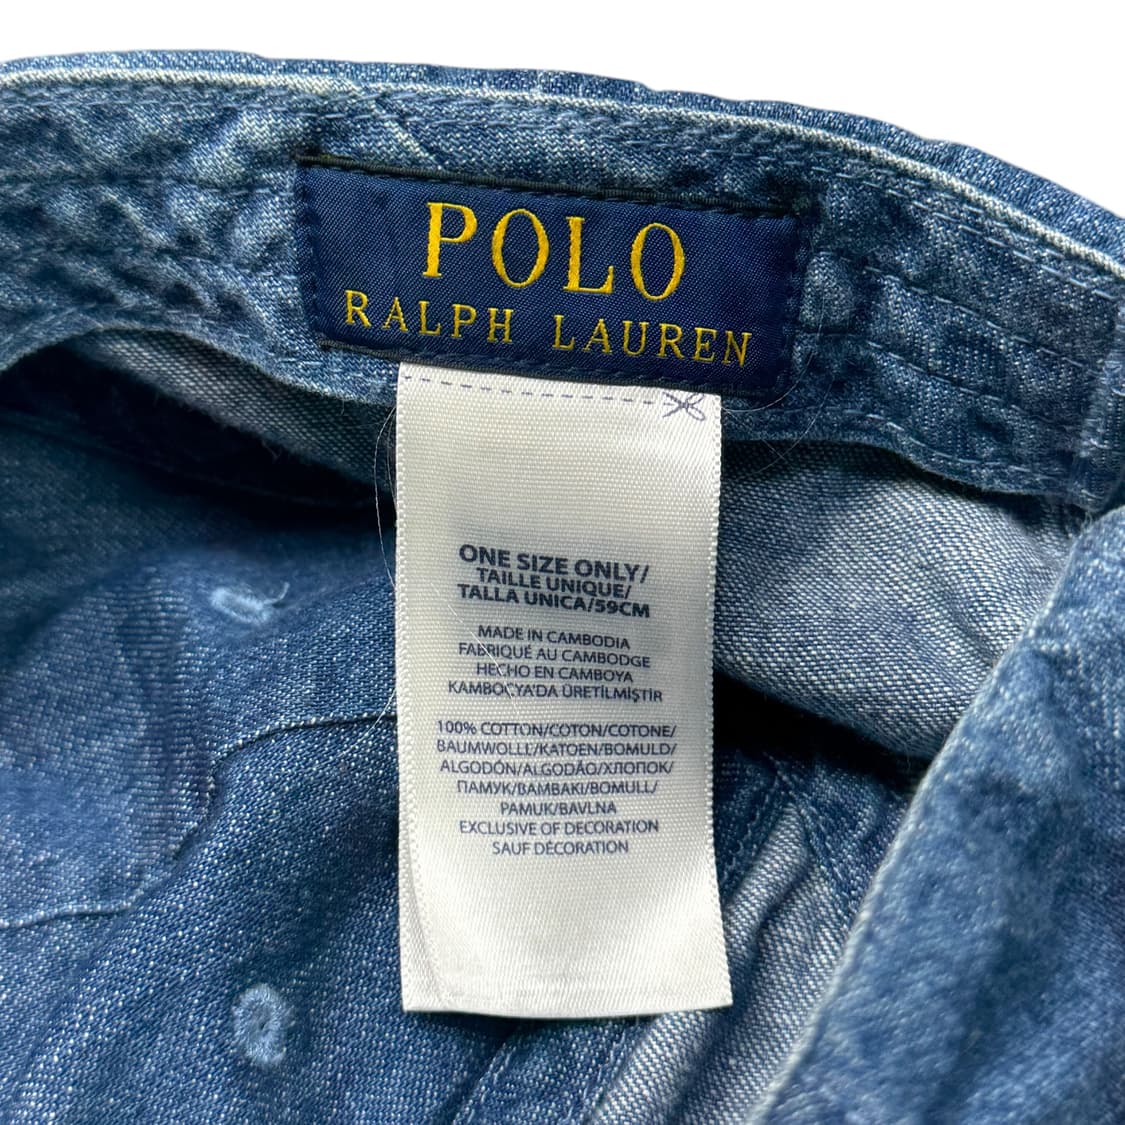 POLO
RALPH LAUREN
ONE SIZE ONLY/
TAILLE UNIQUE/
TALLA UNICA/59CM
MADE IN CAMBODIA
FABRIQUÉ AU CAMBODGE
HECHO EN CAMBOYA
KAMBOÇYA'DA ÜRETİLMİŞTİR
100% COTTON/COTON/COTONE/
BAUMWOLLE/KATOEN/BOMULD/
ALGODÓN/ALGODÃO/ХЛОПОК/
ПАМУК/BAMBAKI/BOMULL/
PAMUK/BAVLNA
EXCLUSIVE OF DECORATION
SAUF DÉCORATION